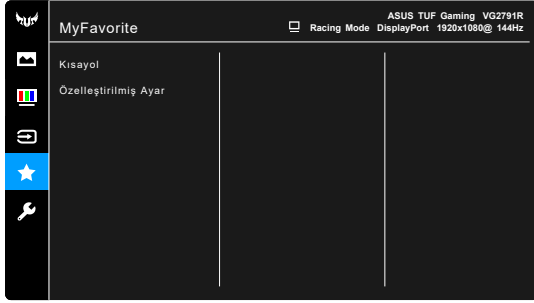 MyFavorite
ASUS TUF Gaming VG2791R
Racing Mode DisplayPort 1920x1080@ 144Hz
Kısayol
Özelleştirilmiş Ayar